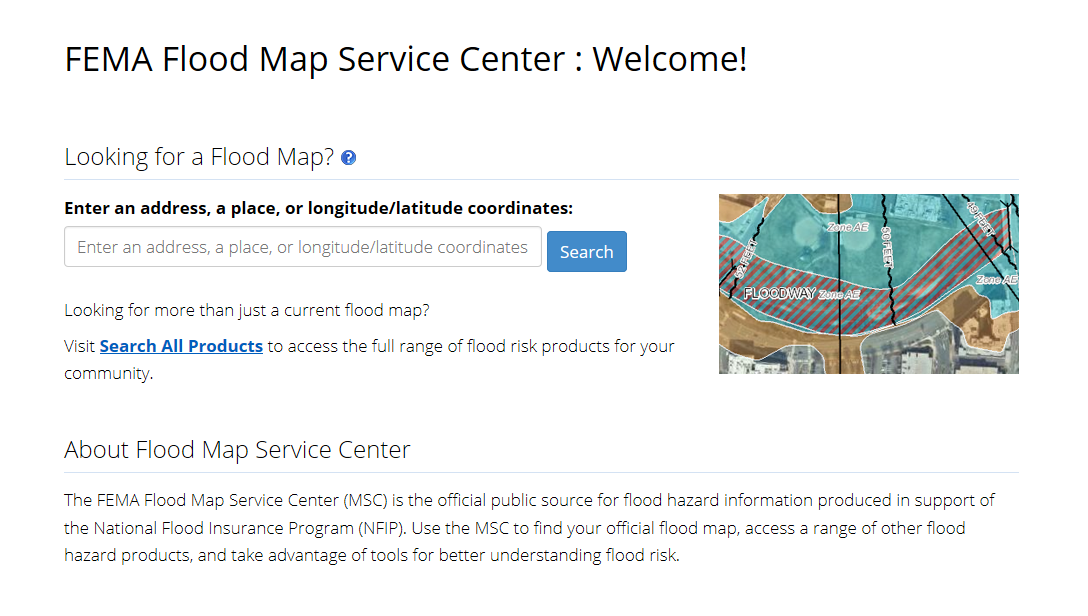 FEMA Flood Map Service Center : Welcome!
Looking for a Flood Map? ?
Enter an address, a place, or longitude/latitude coordinates:
Enter an address, a place, or longitude/latitude coordinates
Search
Zone AE
50 FEET
49 FEET
52 FEET
Zone AE
FLOODWAY Zone AE
Looking for more than just a current flood map?
Visit Search All Products to access the full range of flood risk products for your
community.
About Flood Map Service Center
The FEMA Flood Map Service Center (MSC) is the official public source for flood hazard information produced in support of
the National Flood Insurance Program (NFIP). Use the MSC to find your official flood map, access a range of other flood
hazard products, and take advantage of tools for better understanding flood risk.